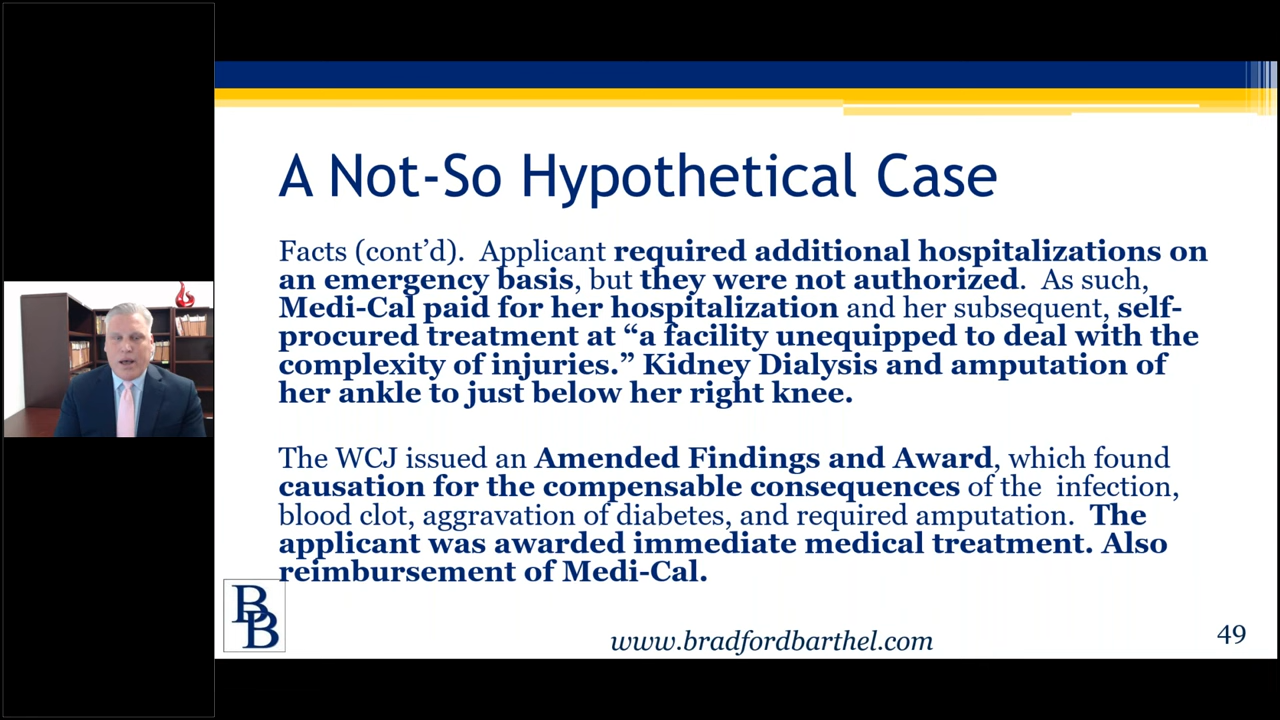 A Not-So Hypothetical Case
Facts (cont’d).  Applicant required additional hospitalizations on
an emergency basis, but they were not authorized.  As such,
Medi-Cal paid for her hospitalization and her subsequent, self-
procured treatment at “a facility unequipped to deal with the
complexity of injuries.” Kidney Dialysis and amputation of
her ankle to just below her right knee.
The WCJ issued an Amended Findings and Award, which found
causation for the compensable consequences of the  infection,
blood clot, aggravation of diabetes, and required amputation.  The
applicant was awarded immediate medical treatment. Also
reimbursement of Medi-Cal.
BB
www.bradfordbarthel.com
49